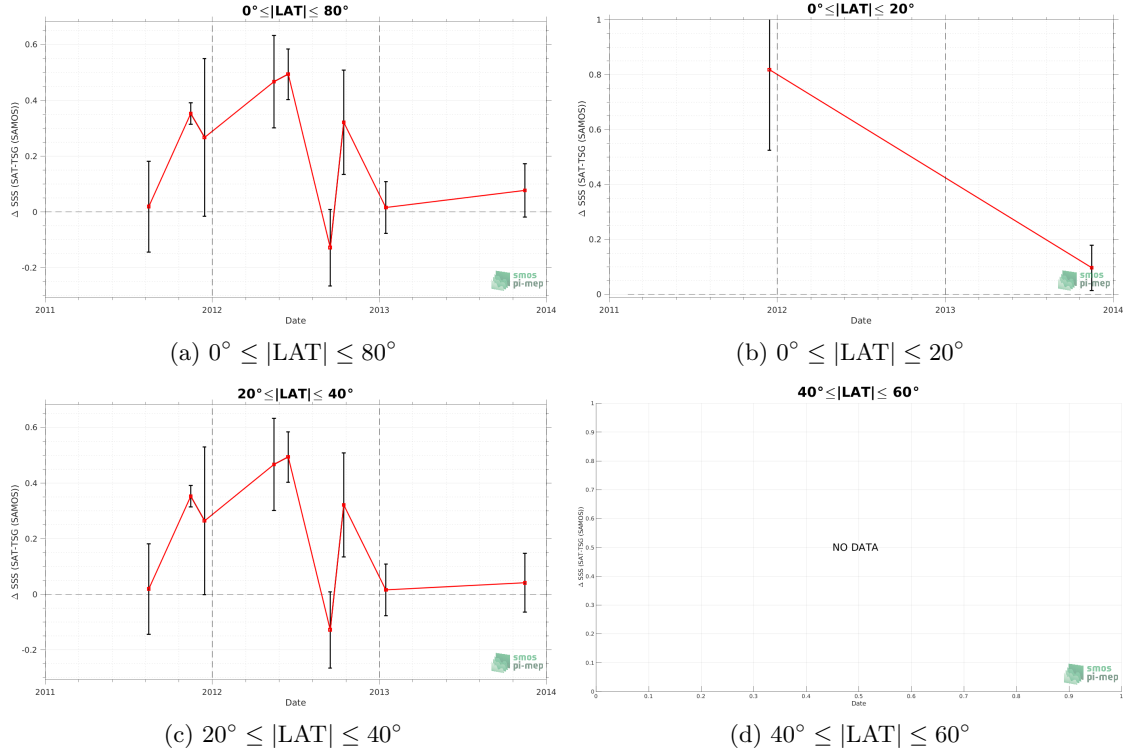 0°≤|LAT|≤ 80°
Δ SSS (SAT-TSG (SAMOS))
0.6
0.4
0.2
0
-0.2
2011
2012
2013
2014
Date
smos
pi-mep
(a) 0° ≤ |LAT| ≤ 80°
0°≤|LAT|≤ 20°
Δ SSS (SAT-TSG (SAMOS))
1
0.8
0.6
0.4
0.2
0
2011
2012
2013
2014
Date
smos
pi-mep
(b) 0° ≤ |LAT| ≤ 20°
20°≤|LAT|≤ 40°
Δ SSS (SAT-TSG (SAMOS))
0.6
0.4
0.2
0
-0.2
2011
2012
2013
2014
Date
smos
pi-mep
(c) 20° ≤ |LAT| ≤ 40°
40°≤|LAT|≤ 60°
Δ SSS (SAT-TSG (SAMOS))
1
0.9
0.8
0.7
0.6
0.5
0.4
0.3
0.2
0.1
0
NO DATA
0
0.1
0.2
0.3
0.4
0.5
0.6
0.7
0.8
0.9
1
Date
smos
pi-mep
(d) 40° ≤ |LAT| ≤ 60°